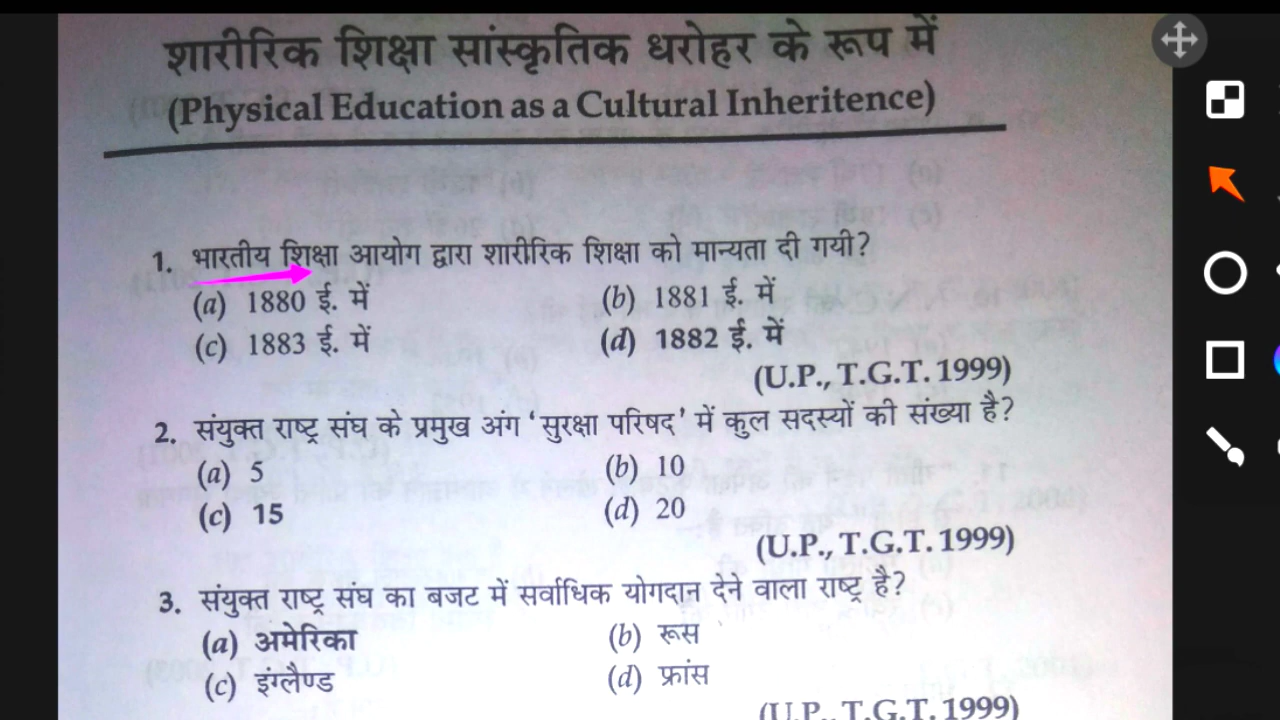 शारीरिक शिक्षा सांस्कृतिक धरोहर के रूप में
(Physical Education as a Cultural Inheritence)
1. भारतीय शिक्षा आयोग द्वारा शारीरिक शिक्षा को मान्यता दी गयी?
(a) 1880 ई. में (b) 1881 ई. में
(c) 1883 ई. में (d) 1882 ई. में
(U.P., T.G.T. 1999)
2. संयुक्त राष्ट्र संघ के प्रमुख अंग ‘सुरक्षा परिषद’ में कुल सदस्यों की संख्या है?
(a) 5 (b) 10
(c) 15 (d) 20
(U.P., T.G.T. 1999)
3. संयुक्त राष्ट्र संघ का बजट में सर्वाधिक योगदान देने वाला राष्ट्र है?
(a) अमेरिका (b) रूस
(c) इंग्लैण्ड (d) फ्रांस
(U.P., T.G.T. 1999)